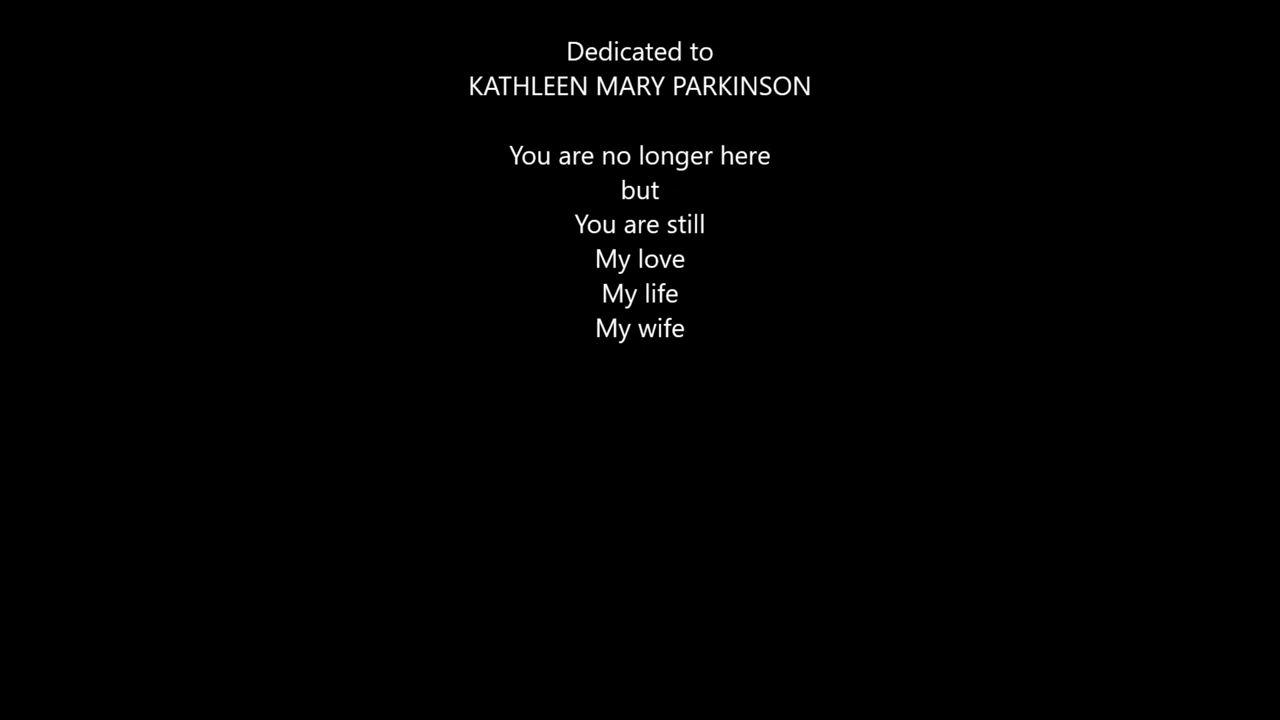 Dedicated to
KATHLEEN MARY PARKINSON
You are no longer here
but
You are still
My love
My life
My wife